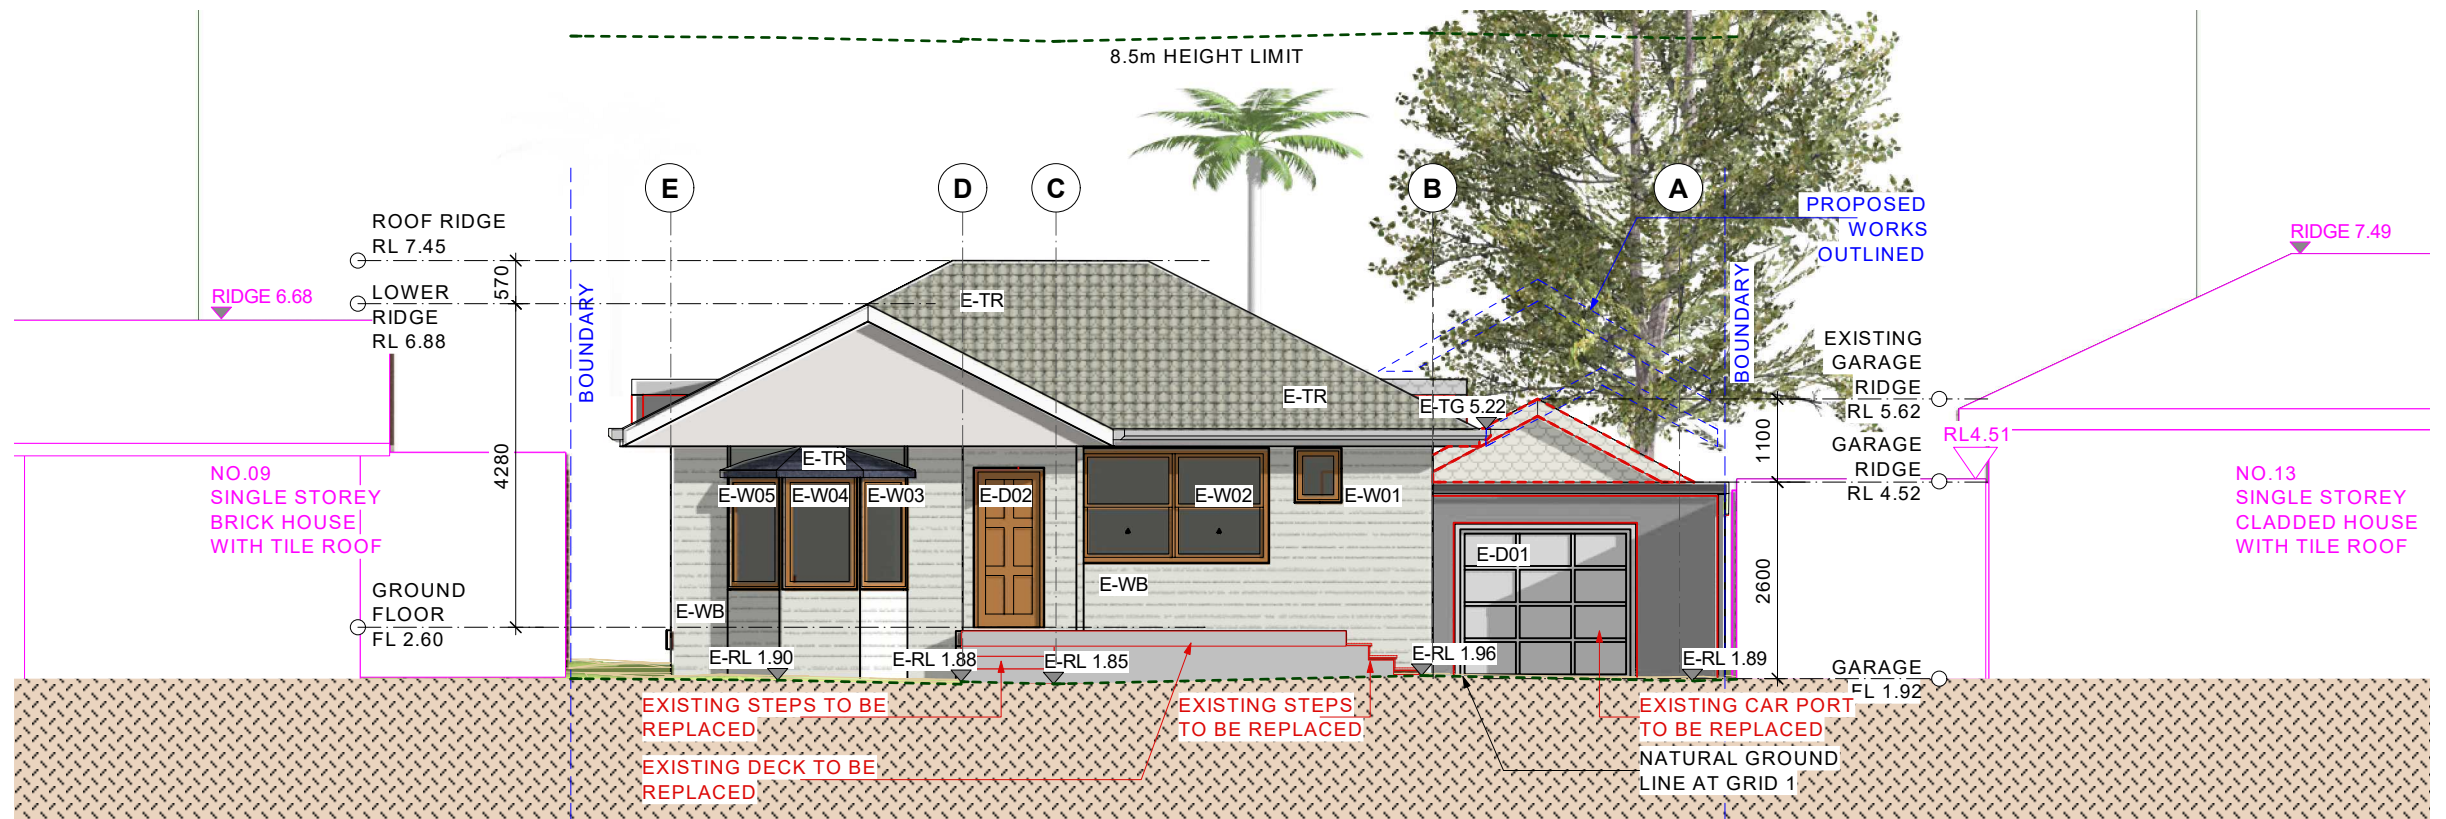 8.5m HEIGHT LIMIT
E
D
C
B
A
PROPOSED
WORKS
OUTLINED
ROOF RIDGE
RL 7.45
570
LOWER
RIDGE
RL 6.88
RIDGE 6.68
BOUNDARY
E-TR
E-TR
E-TG 5.22
BOUNDARY
RIDGE 7.49
EXISTING
GARAGE
RIDGE
RL 5.62
1100
GARAGE
RIDGE
RL 4.52
RL4.51
4280
NO.09
SINGLE STOREY
BRICK HOUSE
WITH TILE ROOF
E-TR
E-W05
E-W04
E-W03
E-D02
E-W02
E-W01
E-D01
NO.13
SINGLE STOREY
CLADDED HOUSE
WITH TILE ROOF
2600
GROUND
FLOOR
FL 2.60
E-WB
E-WB
E-RL 1.90
E-RL 1.88
E-RL 1.85
E-RL 1.96
E-RL 1.89
GARAGE
FL 1.92
EXISTING STEPS TO BE
REPLACED
EXISTING STEPS
TO BE REPLACED
EXISTING CAR PORT
TO BE REPLACED
EXISTING DECK TO BE
REPLACED
NATURAL GROUND
LINE AT GRID 1